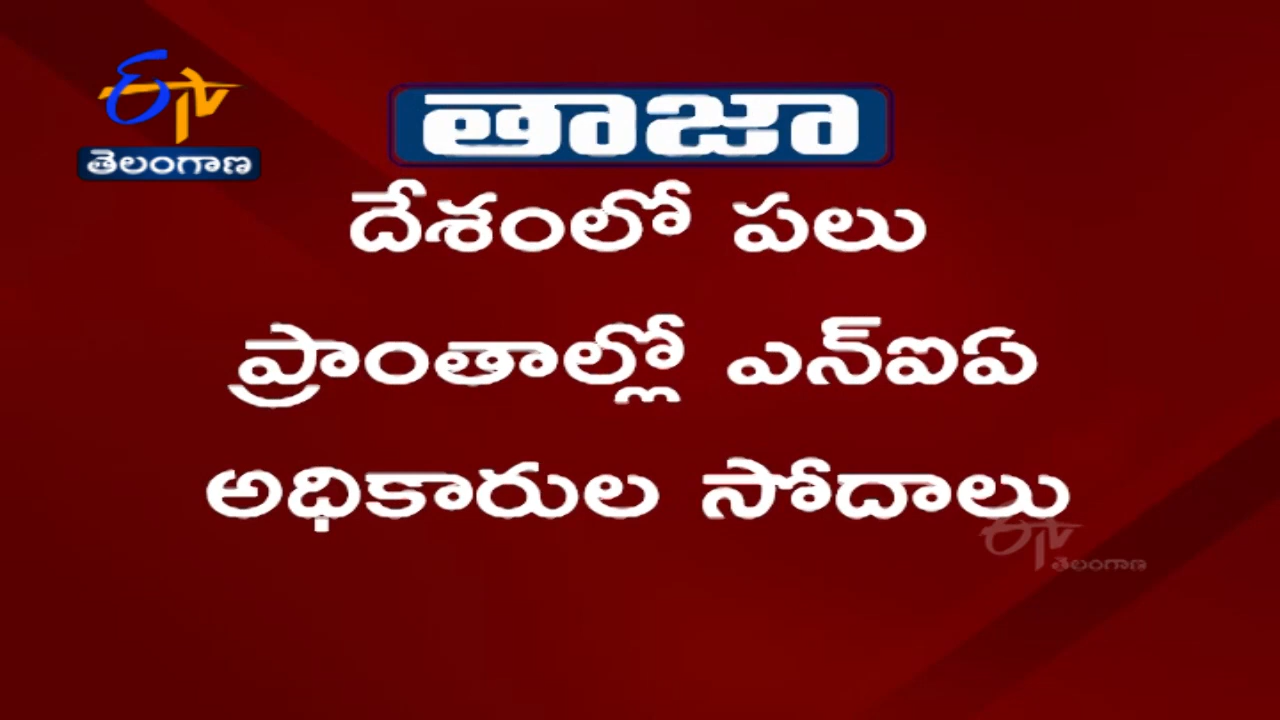 ETV
తెలంగాణ
తాజా
దేశంలో పలు
ప్రాంతాల్లో ఎన్ఐఏ
అధికారుల సోదాలు
ETV
తెలంగాణ